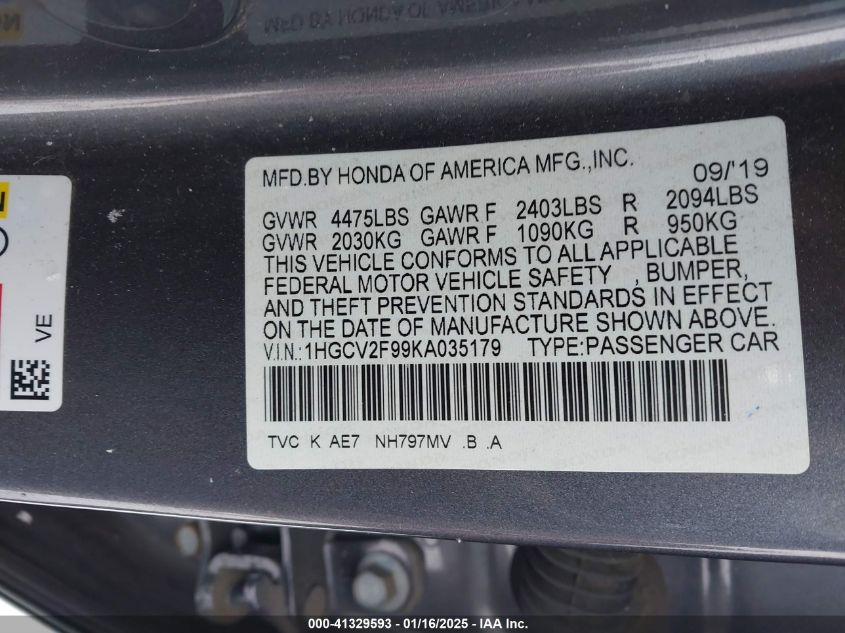 MFD.BY HONDA OF AMERICA MFG.,INC. 09/'19
GVWR 4475LBS GAWR F 2403LBS R 2094LBS
GVWR 2030KG GAWR F 1090KG R 950KG
THIS VEHICLE CONFORMS TO ALL APPLICABLE
FEDERAL MOTOR VEHICLE SAFETY , BUMPER,
AND THEFT PREVENTION STANDARDS IN EFFECT
ON THE DATE OF MANUFACTURE SHOWN ABOVE.
V.I.N.:1HGCV2F99KA035179 TYPE:PASSENGER CAR
TVC K AE7 NH797MV .B .A
VE
000-41329593 - 01/16/2025 - IAA Inc.